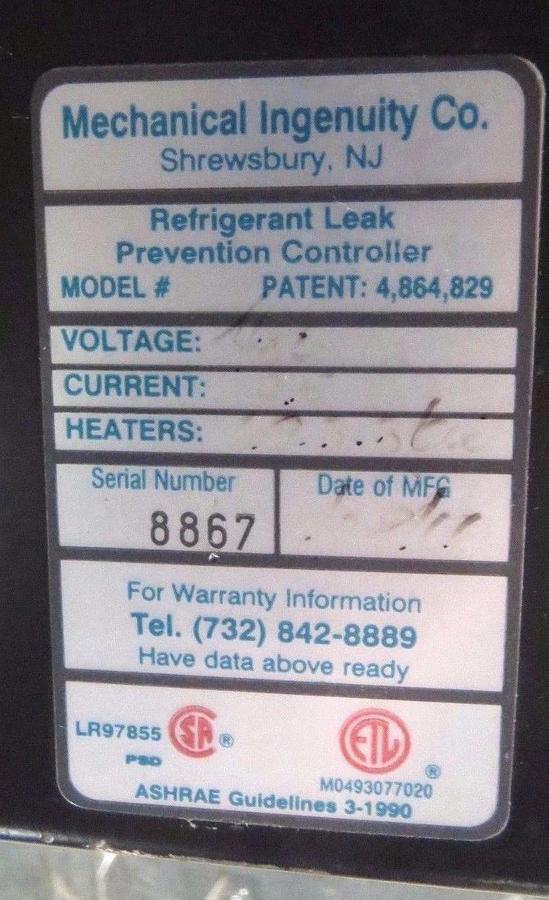 Mechanical Ingenuity Co.
Shrewsbury, NJ
Refrigerant Leak
Prevention Controller
MODEL # PATENT: 4,864,829
VOLTAGE:
CURRENT:
HEATERS:
Serial Number Date of MFG
8867
For Warranty Information
Tel. (732) 842-8889
Have data above ready
LR97855 SA ® ETL ®
PSD M0493077020
ASHRAE Guidelines 3-1990